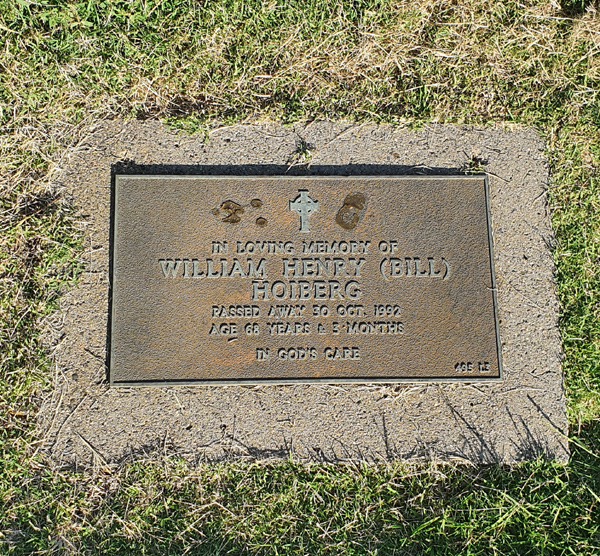 IN LOVING MEMORY OF
WILLIAM HENRY (BILL)
HOIBERG
PASSED AWAY 30 OCT. 1992
AGE 68 YEARS & 3 MONTHS
IN GOD'S CARE